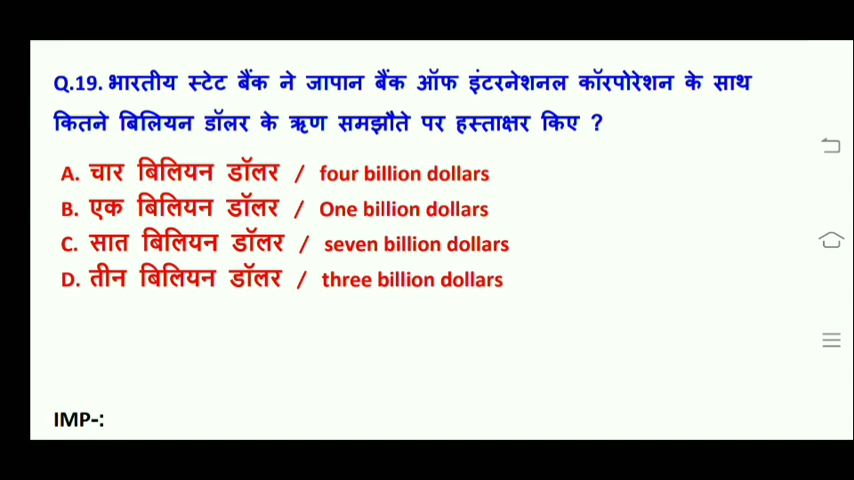 Q.19. भारतीय स्टेट बैंक ने जापान बैंक ऑफ इंटरनेशनल कॉरपोरेशन के साथ
कितने बिलियन डॉलर के ऋण समझौते पर हस्ताक्षर किए ?
A. चार बिलियन डॉलर / four billion dollars
B. एक बिलियन डॉलर / One billion dollars
C. सात बिलियन डॉलर / seven billion dollars
D. तीन बिलियन डॉलर / three billion dollars
IMP-: